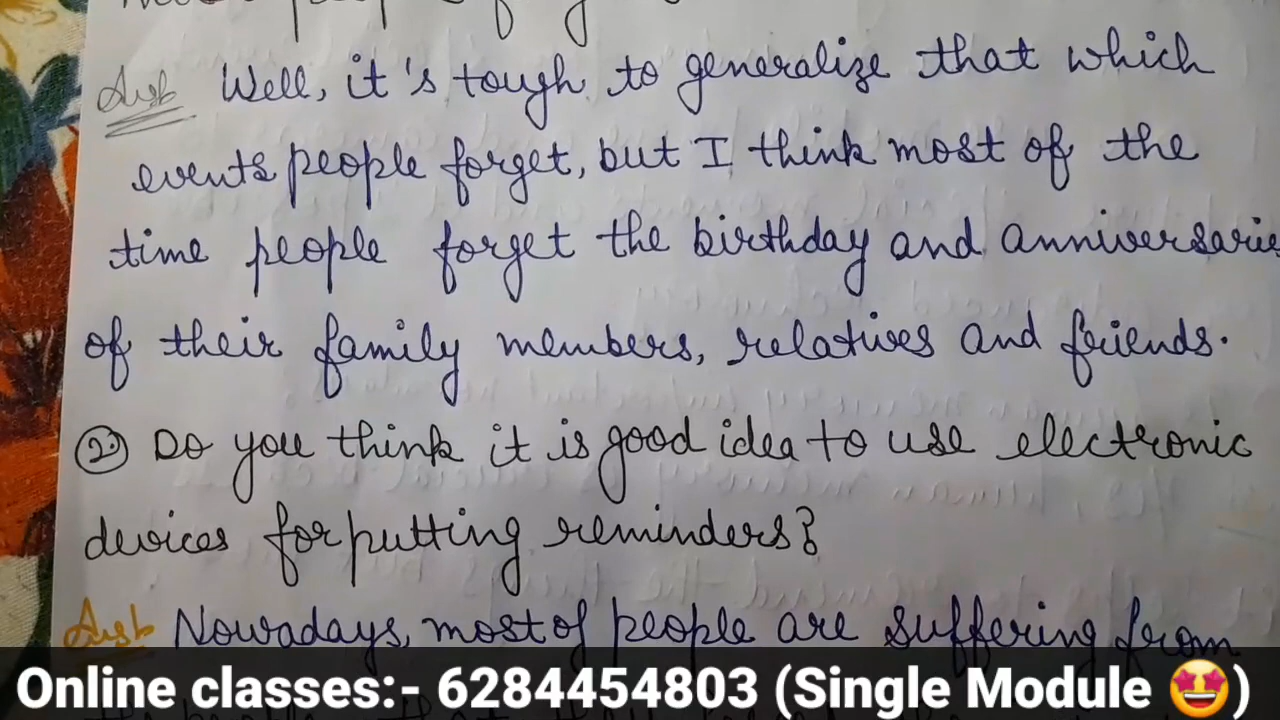 Ans Well, it's tough to generalize that which
events people forget, but I think most of the
time people forget the birthday and anniversaries
of their family members, relatives and friends.
2. Do you think it is good idea to use electronic
devices for putting reminders?
Ans Nowadays, most of people are suffering from
Online classes:- 6284454803 (Single Module 🤩)